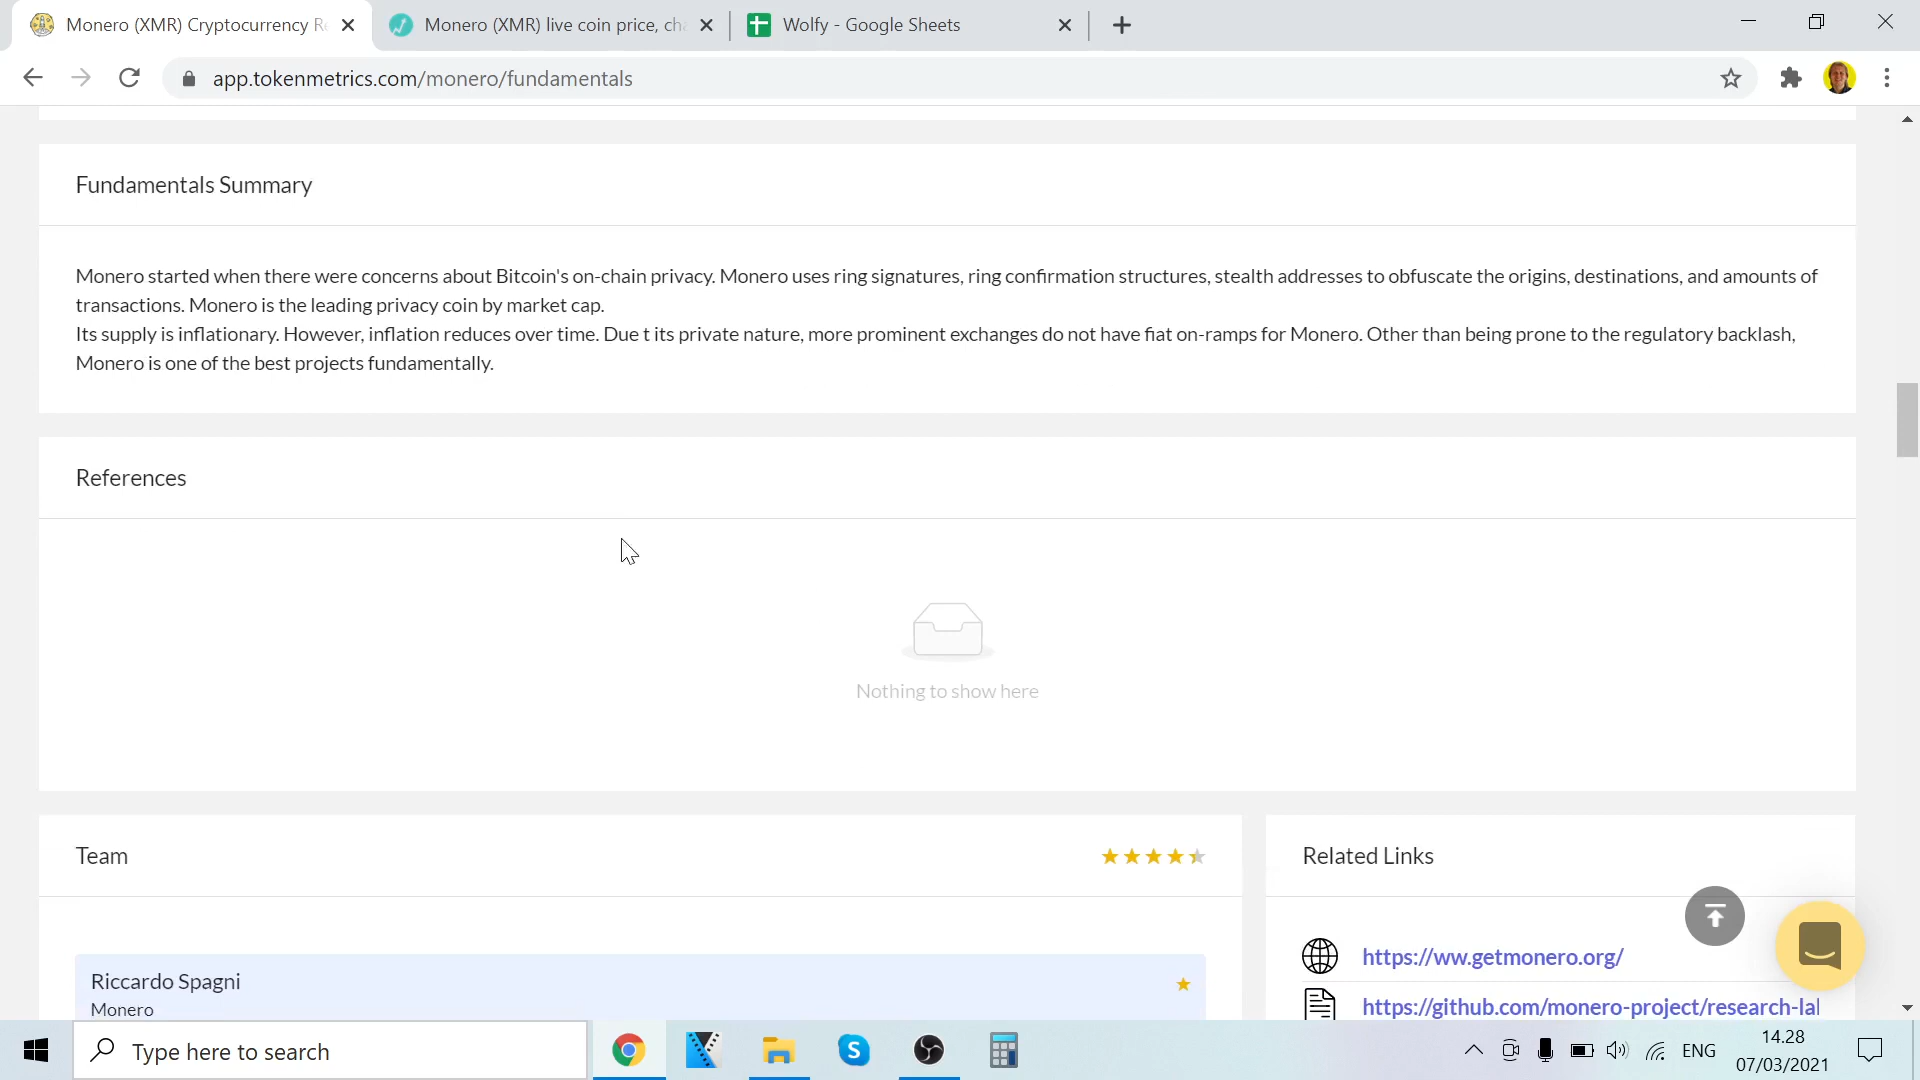 Monero (XMR) Cryptocurrency Re
Monero (XMR) live coin price, cha
Wolfy - Google Sheets
app.tokenmetrics.com/monero/fundamentals
Fundamentals Summary
Monero started when there were concerns about Bitcoin's on-chain privacy. Monero uses ring signatures, ring confirmation structures, stealth addresses to obfuscate the origins, destinations, and amounts of
transactions. Monero is the leading privacy coin by market cap.
Its supply is inflationary. However, inflation reduces over time. Due t its private nature, more prominent exchanges do not have fiat on-ramps for Monero. Other than being prone to the regulatory backlash,
Monero is one of the best projects fundamentally.
References
Nothing to show here
Team
Related Links
Riccardo Spagni
Monero
https://ww.getmonero.org/
https://github.com/monero-project/research-lal
Type here to search
S
ENG
14.28
07/03/2021